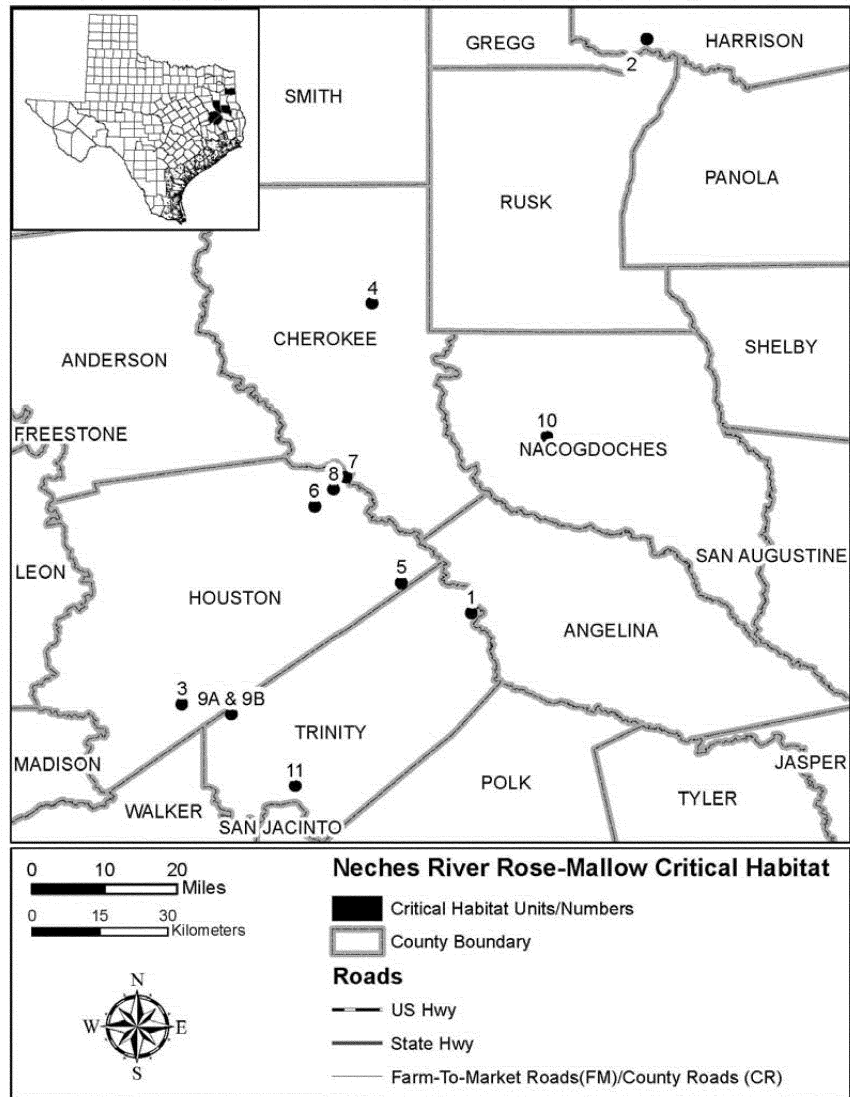 GREGG
HARRISON
2
SMITH
PANOLA
RUSK
4
CHEROKEE
SHELBY
ANDERSON
10
FREESTONE
NACOGDOCHES
7
8
6
SAN AUGUSTINE
LEON
5
HOUSTON
1
ANGELINA
3
9A & 9B
TRINITY
MADISON
JASPER
11
POLK
WALKER
TYLER
SAN JACINTO
0 10 20
Miles
0 15 30
Kilometers
N
W E
S
Neches River Rose-Mallow Critical Habitat
Critical Habitat Units/Numbers
County Boundary
Roads
US Hwy
State Hwy
Farm-To-Market Roads(FM)/County Roads (CR)